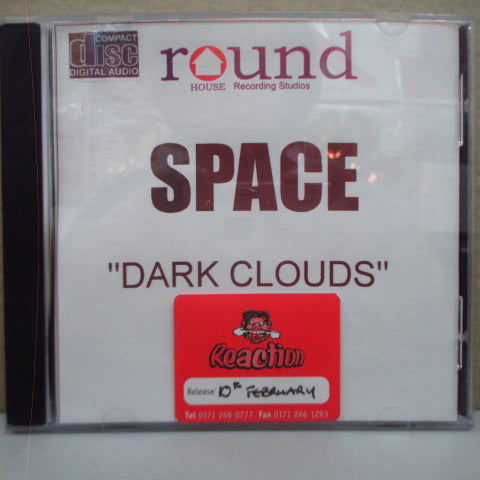 COMPACT
disc
DIGITAL AUDIO
round
HOUSE Recording Studios
SPACE
"DARK CLOUDS"
Reaction
Release 10th FEBRUARY
Tel 0171 266 0777 Fax 0171 266 1293